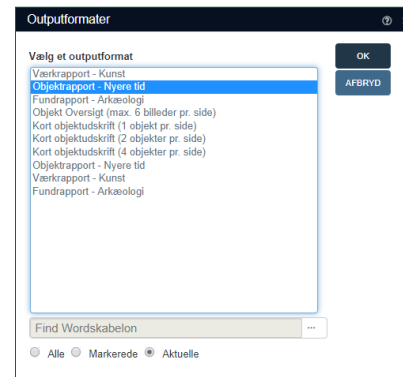 Outputformater
Vælg et outputformat
OK
AFBRYD
Værkrapport - Kunst
Objektrapport - Nyere tid
Fundrapport - Arkæologi
Objekt Oversigt (max. 6 billeder pr. side)
Kort objektudskrift (1 objekt pr. side)
Kort objektudskrift (2 objekter pr. side)
Kort objektudskrift (4 objekter pr. side)
Objektrapport - Nyere tid
Værkrapport - Kunst
Fundrapport - Arkæologi
Find Wordskabelon ...
Alle Markerede Aktuelle